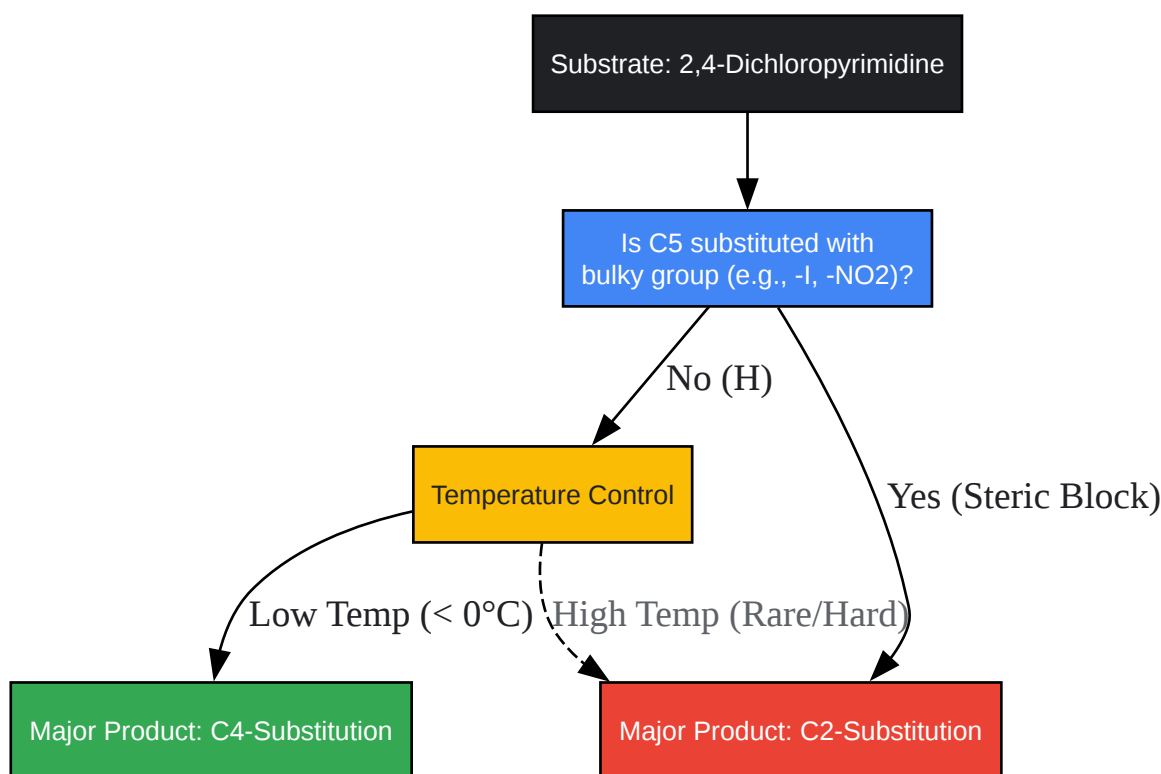 Substrate: 2,4-Dichloropyrimidine
Is C5 substituted with
bulky group (e.g., -I, -NO2)?
No (H)
Temperature Control
Yes (Steric Block)
Low Temp (< 0°C)
High Temp (Rare/Hard)
Major Product: C4-Substitution
Major Product: C2-Substitution